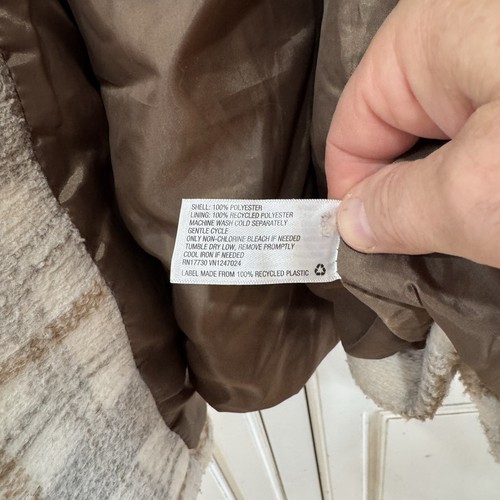 SHELL: 100% POLYESTER
LINING: 100% RECYCLED POLYESTER
MACHINE WASH COLD SEPARATELY
GENTLE CYCLE
ONLY NON-CHLORINE BLEACH IF NEEDED
TUMBLE DRY LOW, REMOVE PROMPTLY
COOL IRON IF NEEDED
RN17730 VN1247024
LABEL MADE FROM 100% RECYCLED PLASTIC